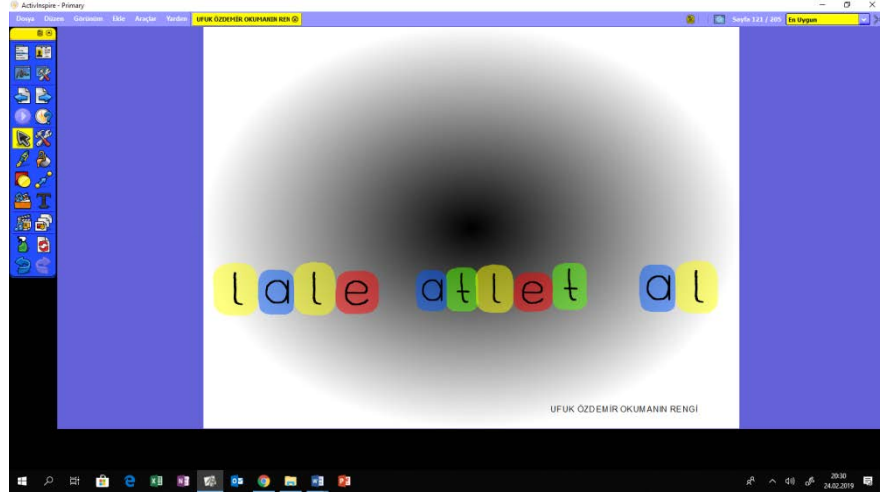 ActivInspire - Primary
Dosya Düzen Görünüm Ekle Araçlar Yardım UFUK ÖZDEMİR OKUMANIN REN Sayfa 121 / 205 En Uygun
lale atlet al
UFUK ÖZDEMİR OKUMANIN RENGİ
20:30
24.02.2019